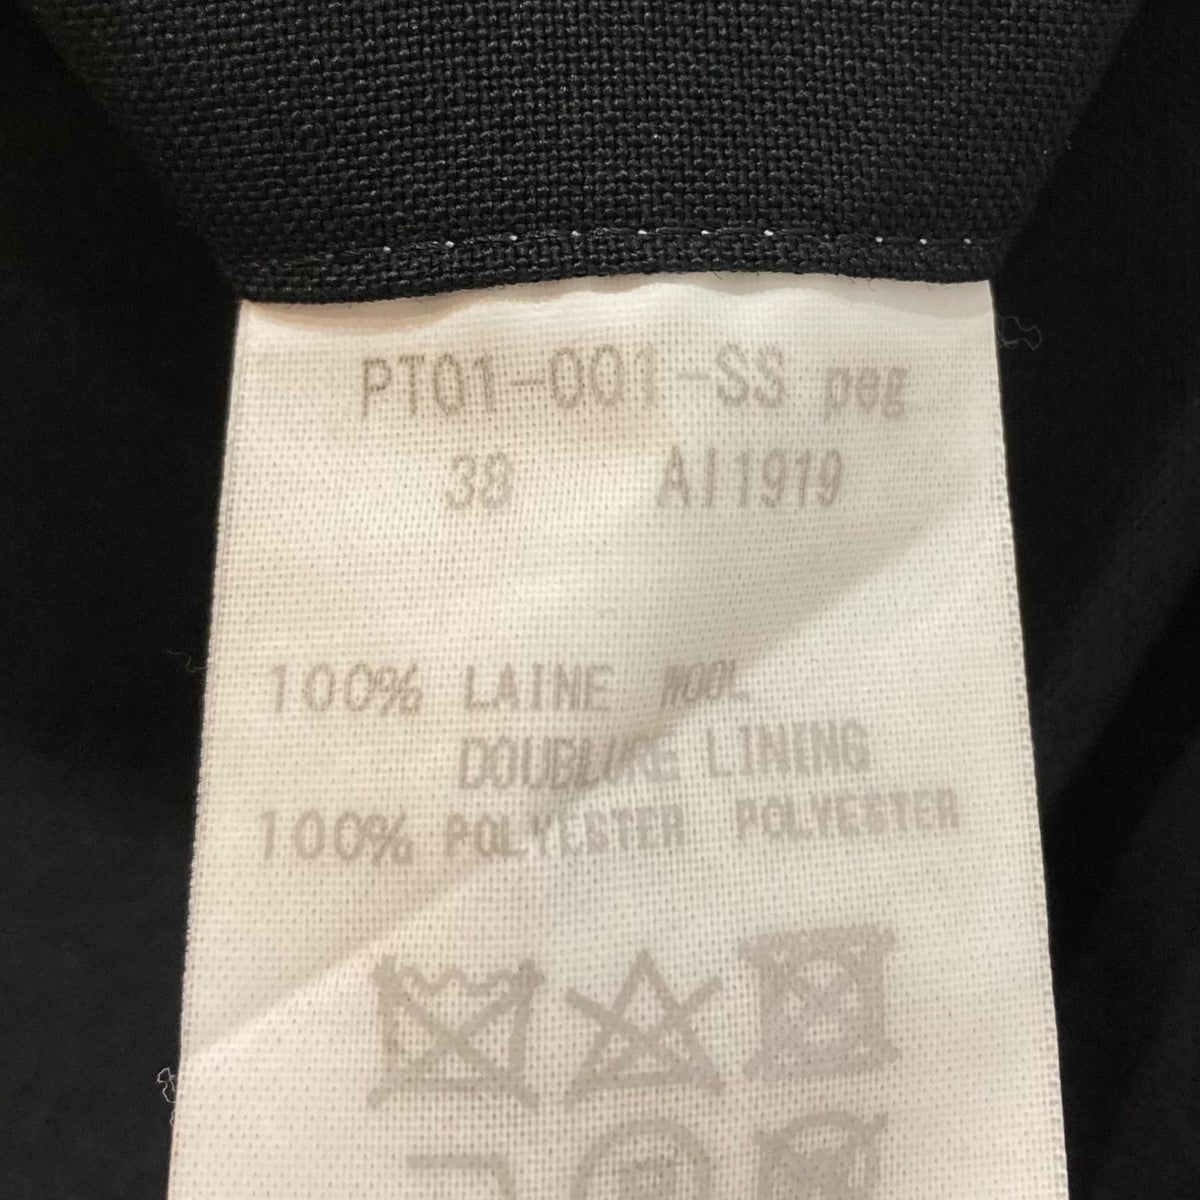 PT01-001-SS peg
38 AI1919
100% LAINE WOOL
DOUBLURE LINING
100% POLYESTER POLYESTER